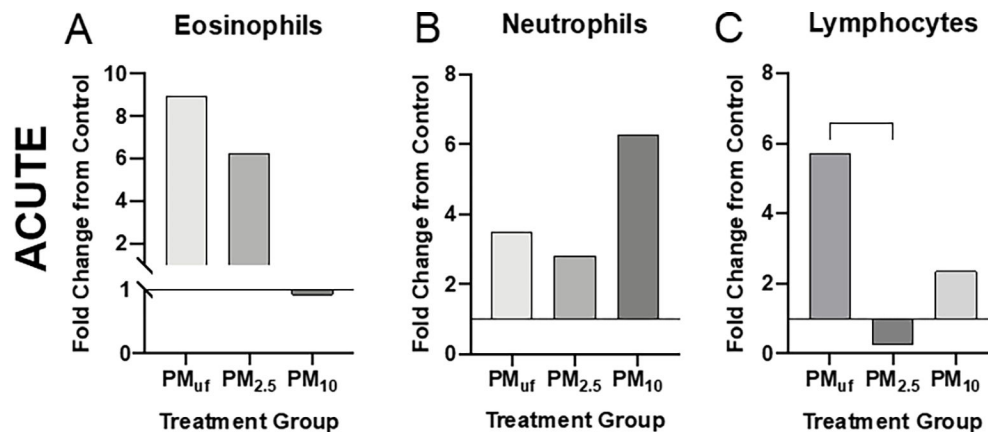 ACUTE
A Eosinophils
Fold Change from Control
10
8
6
4
2
1
0
PMuf PM2.5 PM10
Treatment Group
B Neutrophils
Fold Change from Control
8
6
4
2
0
PMuf PM2.5 PM10
Treatment Group
C Lymphocytes
Fold Change from Control
8
6
4
2
0
PMuf PM2.5 PM10
Treatment Group